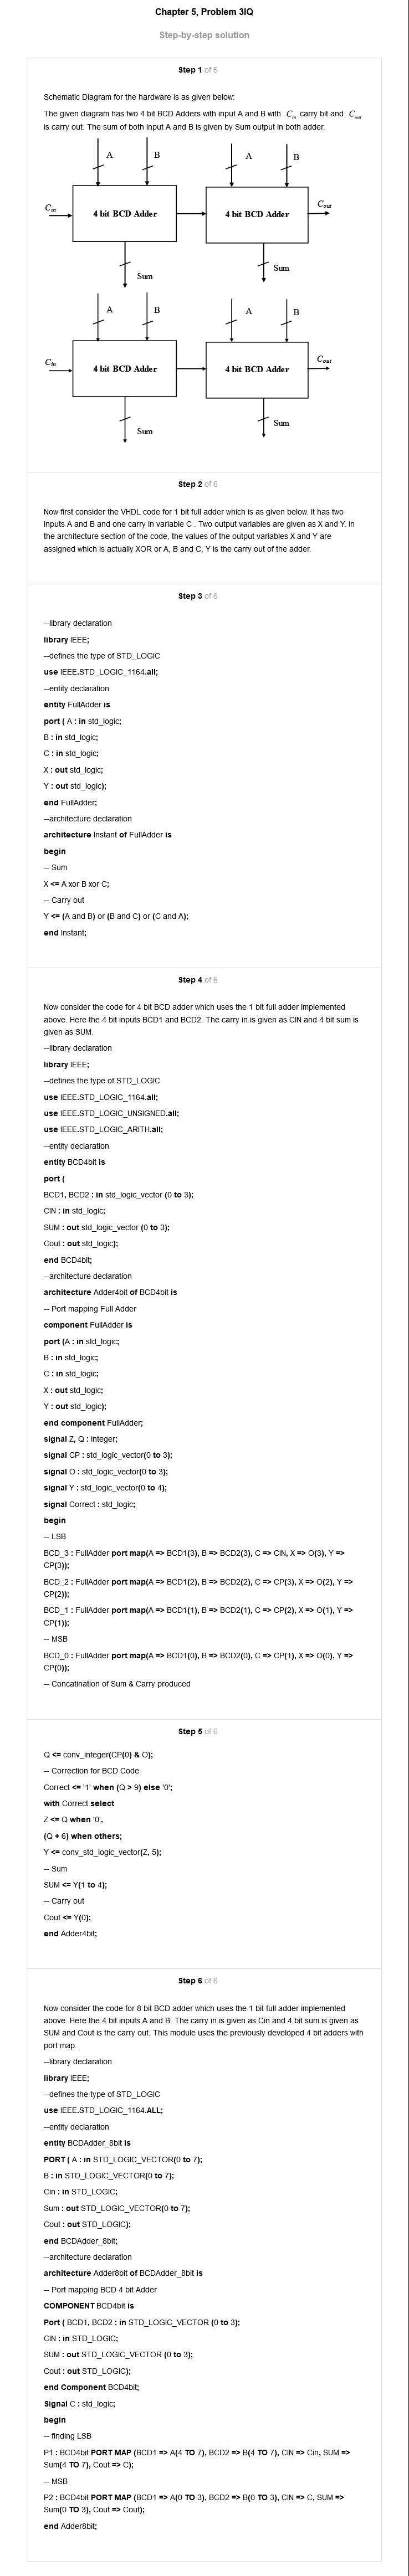 Chapter 5, Problem 3IQ
Step-by-step solution
Step 1 of 6
Schematic Diagram for the hardware is as given below:
The given diagram has two 4 bit BCD Adders with input A and B with C_in carry bit and C_out
is carry out. The sum of both input A and B is given by Sum output in both adder.
A B A B
C_in 4 bit BCD Adder 4 bit BCD Adder C_out
Sum Sum
A B A B
C_in 4 bit BCD Adder 4 bit BCD Adder C_out
Sum Sum
Step 2 of 6
Now first consider the VHDL code for 1 bit full adder which is as given below. It has two
inputs A and B and one carry in variable C . Two output variables are given as X and Y. In
the architecture section of the code, the values of the output variables X and Y are
assigned which is actually XOR or A, B and C, Y is the carry out of the adder.
Step 3 of 6
--library declaration
library IEEE;
--defines the type of STD_LOGIC
use IEEE.STD_LOGIC_1164.all;
--entity declaration
entity FullAdder is
port ( A : in std_logic;
B : in std_logic;
C : in std_logic;
X : out std_logic;
Y : out std_logic);
end FullAdder;
--architecture declaration
architecture Instant of FullAdder is
begin
-- Sum
X <= A xor B xor C;
-- Carry out
Y <= (A and B) or (B and C) or (C and A);
end Instant;
Step 4 of 6
Now consider the code for 4 bit BCD adder which uses the 1 bit full adder implemented
above. Here the 4 bit inputs BCD1 and BCD2. The carry in is given as CIN and 4 bit sum is
given as SUM.
--library declaration
library IEEE;
--defines the type of STD_LOGIC
use IEEE.STD_LOGIC_1164.all;
use IEEE.STD_LOGIC_UNSIGNED.all;
use IEEE.STD_LOGIC_ARITH.all;
--entity declaration
entity BCD4bit is
port (
BCD1, BCD2 : in std_logic_vector (0 to 3);
CIN : in std_logic;
SUM : out std_logic_vector (0 to 3);
Cout : out std_logic);
end BCD4bit;
--architecture declaration
architecture Adder4bit of BCD4bit is
-- Port mapping Full Adder
component FullAdder is
port (A : in std_logic;
B : in std_logic;
C : in std_logic;
X : out std_logic;
Y : out std_logic);
end component FullAdder;
signal Z, Q : integer;
signal CP : std_logic_vector(0 to 3);
signal O : std_logic_vector(0 to 3);
signal Y : std_logic_vector(0 to 4);
signal Correct : std_logic;
begin
-- LSB
BCD_3 : FullAdder port map(A => BCD1(3), B => BCD2(3), C => CIN, X => O(3), Y =>
CP(3));
BCD_2 : FullAdder port map(A => BCD1(2), B => BCD2(2), C => CP(3), X => O(2), Y =>
CP(2));
BCD_1 : FullAdder port map(A => BCD1(1), B => BCD2(1), C => CP(2), X => O(1), Y =>
CP(1));
-- MSB
BCD_0 : FullAdder port map(A => BCD1(0), B => BCD2(0), C => CP(1), X => O(0), Y =>
CP(0));
-- Concatination of Sum & Carry produced
Step 5 of 6
Q <= conv_integer(CP(0) & O);
-- Correction for BCD Code
Correct <= '1' when (Q > 9) else '0';
with Correct select
Z <= Q when '0',
(Q + 6) when others;
Y <= conv_std_logic_vector(Z, 5);
-- Sum
SUM <= Y(1 to 4);
-- Carry out
Cout <= Y(0);
end Adder4bit;
Step 6 of 6
Now consider the code for 8 bit BCD adder which uses the 1 bit full adder implemented
above. Here the 4 bit inputs A and B. The carry in is given as Cin and 4 bit sum is given as
SUM and Cout is the carry out. This module uses the previously developed 4 bit adders with
port map.
--library declaration
library IEEE;
--defines the type of STD_LOGIC
use IEEE.STD_LOGIC_1164.ALL;
--entity declaration
entity BCDAdder_8bit is
PORT ( A : in STD_LOGIC_VECTOR(0 to 7);
B : in STD_LOGIC_VECTOR(0 to 7);
Cin : in STD_LOGIC;
Sum : out STD_LOGIC_VECTOR(0 to 7);
Cout : out STD_LOGIC);
end BCDAdder_8bit;
--architecture declaration
architecture Adder8bit of BCDAdder_8bit is
-- Port mapping BCD 4 bit Adder
COMPONENT BCD4bit is
Port ( BCD1, BCD2 : in STD_LOGIC_VECTOR (0 to 3);
CIN : in STD_LOGIC;
SUM : out STD_LOGIC_VECTOR (0 to 3);
Cout : out STD_LOGIC);
end Component BCD4bit;
Signal C : std_logic;
begin
-- finding LSB
P1 : BCD4bit PORT MAP (BCD1 => A(4 TO 7), BCD2 => B(4 TO 7), CIN => Cin, SUM =>
Sum(4 TO 7), Cout => C);
-- MSB
P2 : BCD4bit PORT MAP (BCD1 => A(0 TO 3), BCD2 => B(0 TO 3), CIN => C, SUM =>
Sum(0 TO 3), Cout => Cout);
end Adder8bit;